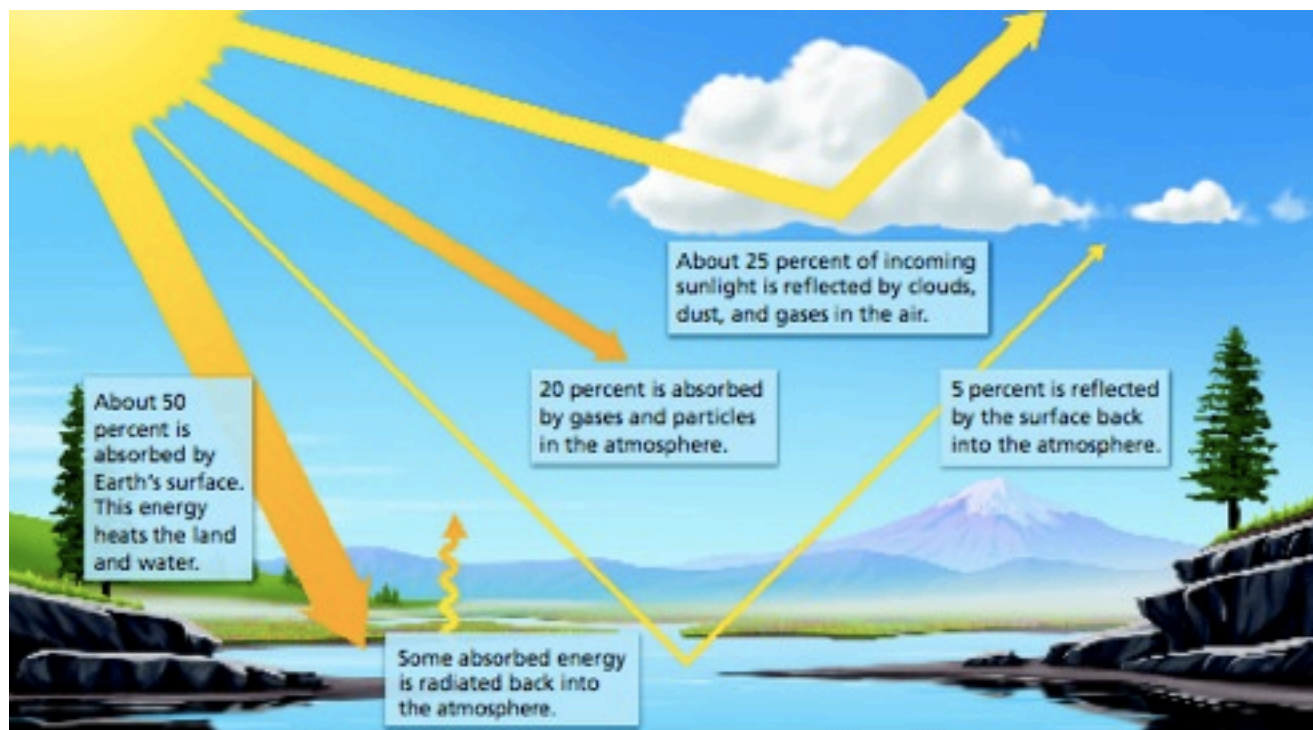 About 25 percent of incoming
sunlight is reflected by clouds,
dust, and gases in the air.
20 percent is absorbed
by gases and particles
in the atmosphere.
5 percent is reflected
by the surface back
into the atmosphere.
About 50
percent is
absorbed by
Earth's surface.
This energy
heats the land
and water.
Some absorbed energy
is radiated back into
the atmosphere.